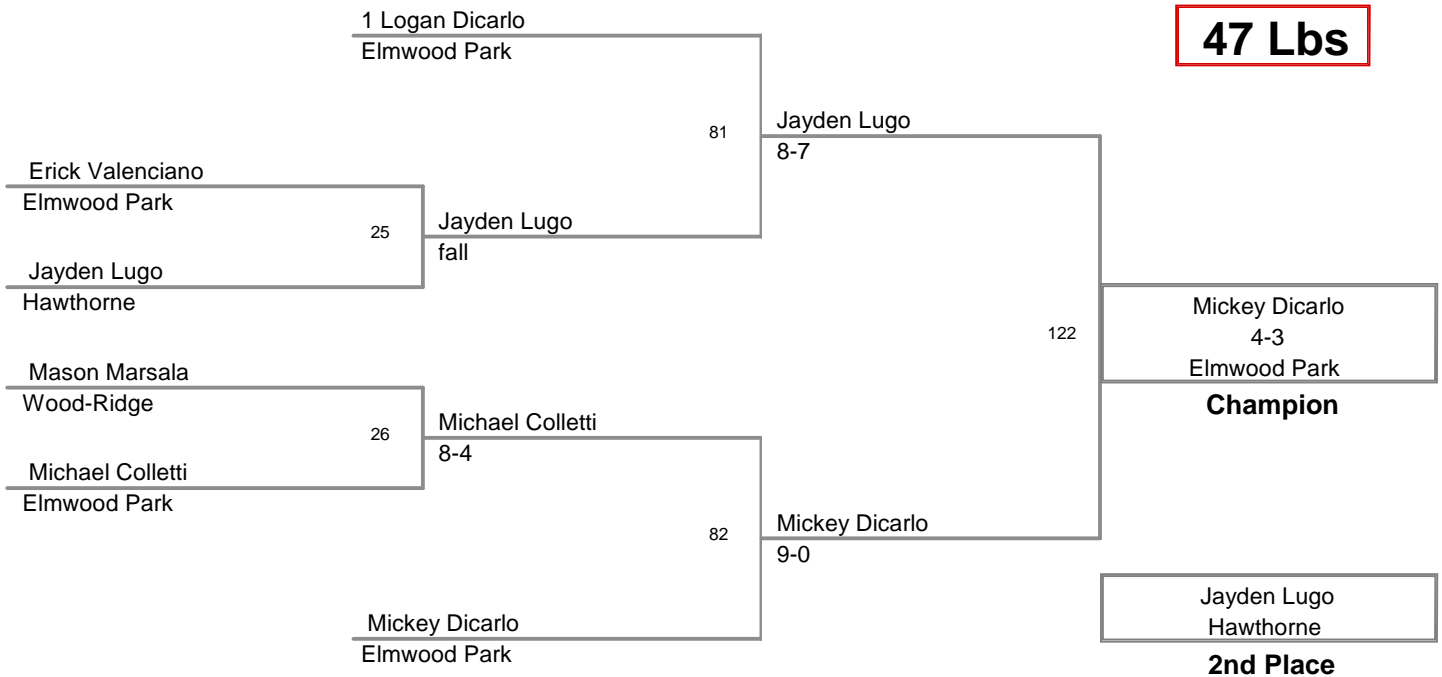 1 Logan Dicarlo
Elmwood Park
47 Lbs
81
Jayden Lugo
8-7
Erick Valenciano
Elmwood Park
25
Jayden Lugo
fall
Jayden Lugo
Hawthorne
122
Mickey Dicarlo
4-3
Elmwood Park
Champion
Mason Marsala
Wood-Ridge
26
Michael Colletti
8-4
Michael Colletti
Elmwood Park
82
Mickey Dicarlo
9-0
Mickey Dicarlo
Elmwood Park
Jayden Lugo
Hawthorne
2nd Place